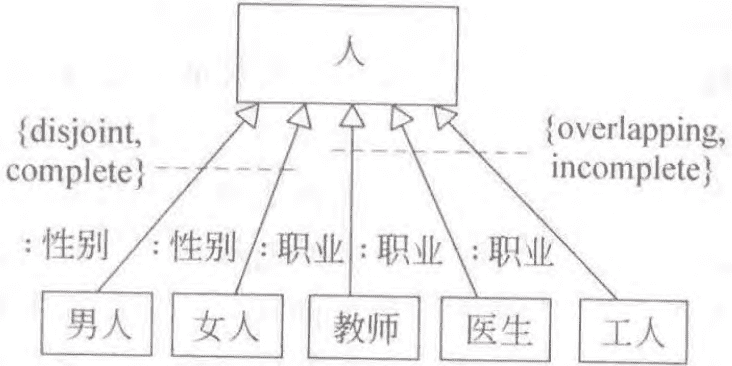 人
{disjoint,
complete}
{overlapping,
incomplete}
:性别 :性别 :职业 :职业 :职业
男人 女人 教师 医生 工人